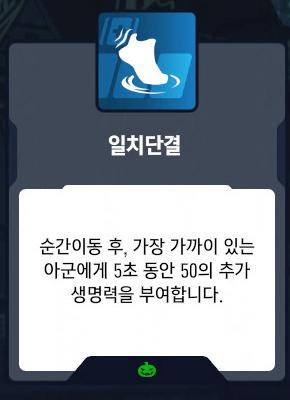 일치단결
순간이동 후, 가장 가까이 있는
아군에게 5초 동안 50의 추가
생명력을 부여합니다.